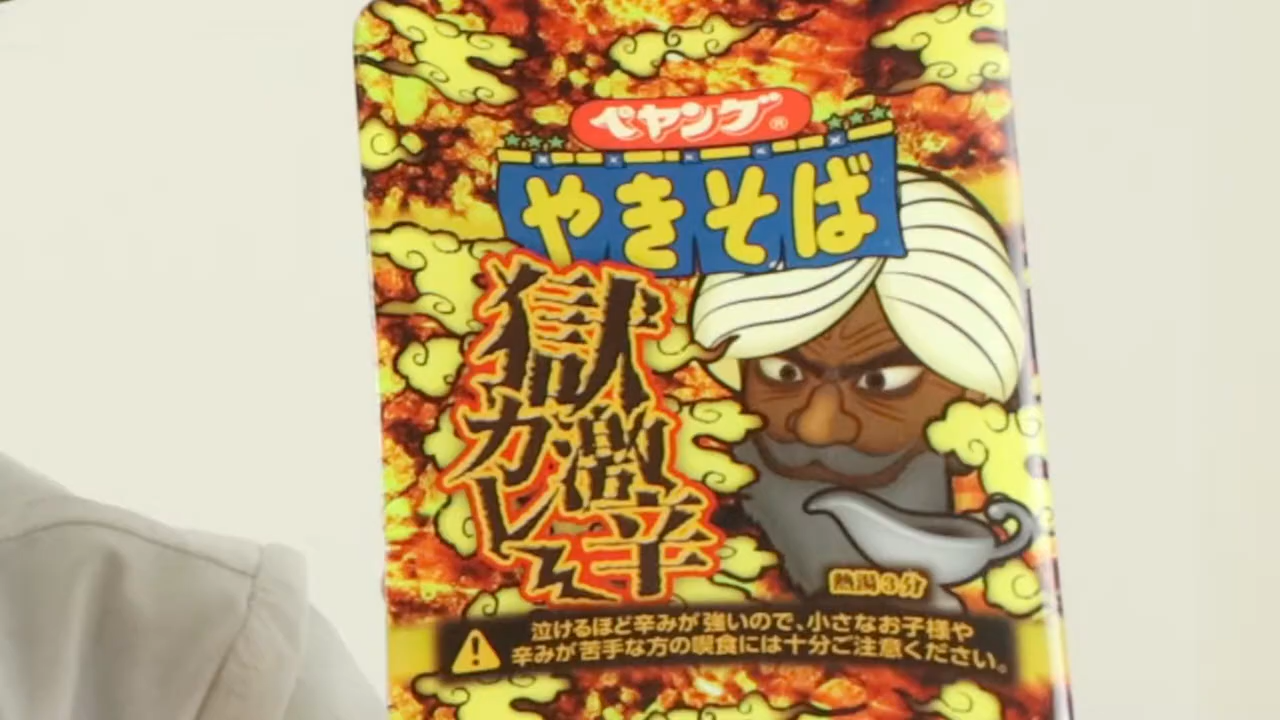 ペヤング®
やきそば
獄激辛
カレー
熱湯3分
泣けるほど辛みが強いので、小さなお子様や
辛みが苦手な方の喫食には十分ご注意ください。